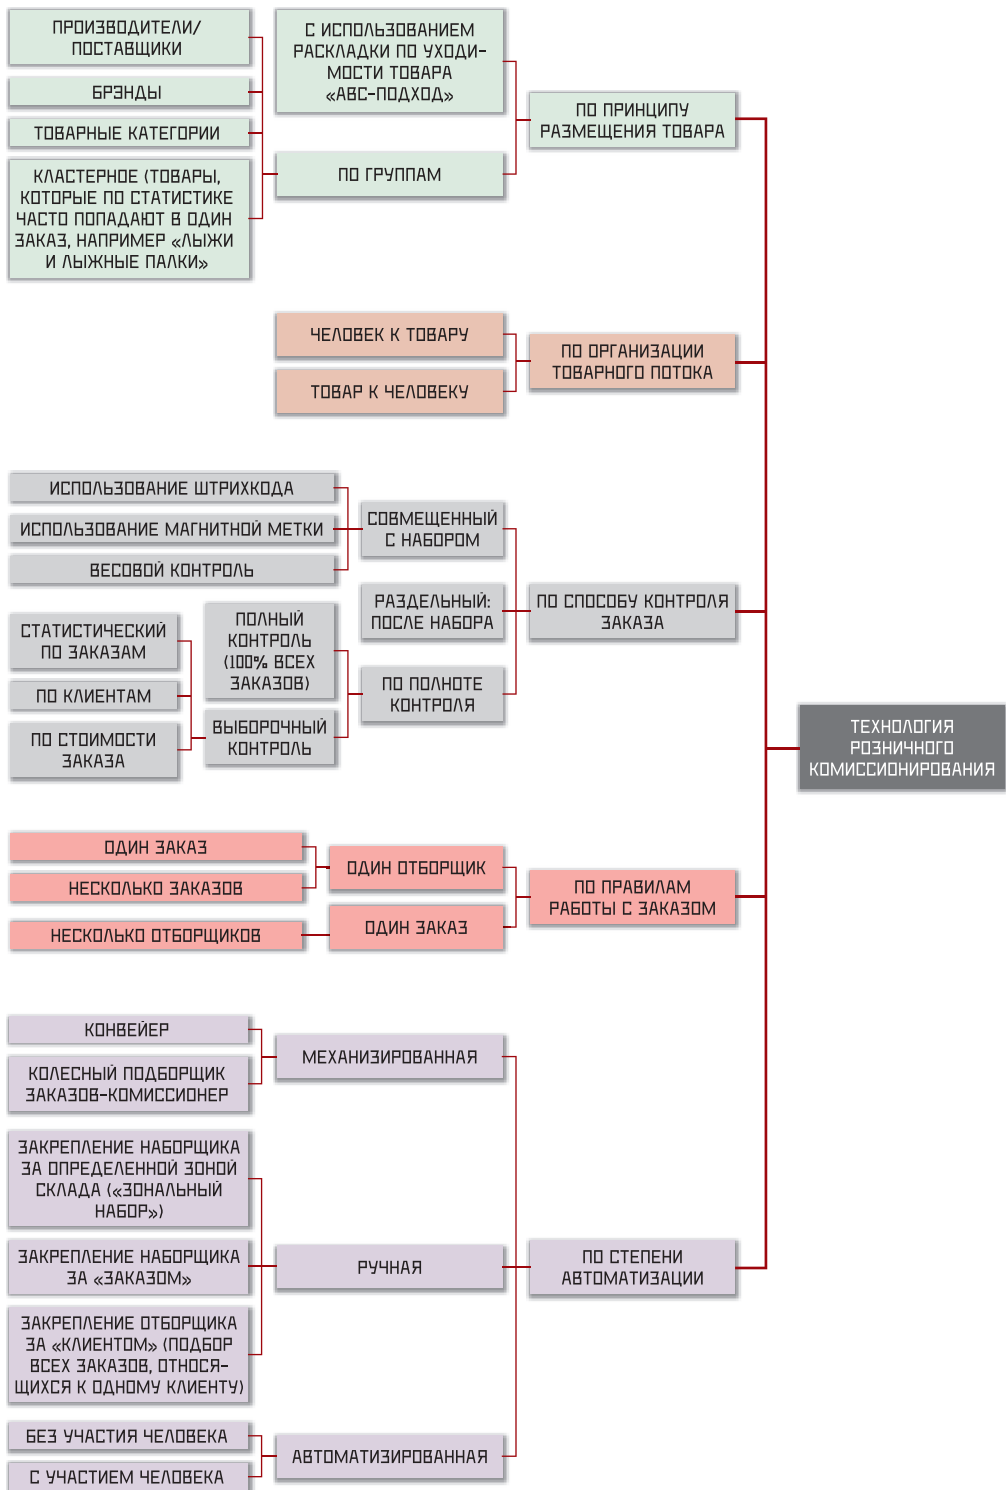 ПРОИЗВОДИТЕЛИ/
ПОСТАВЩИКИ
БРЭНДЫ
ТОВАРНЫЕ КАТЕГОРИИ
КЛАСТЕРНОЕ (ТОВАРЫ,
КОТОРЫЕ ПО СТАТИСТИКЕ
ЧАСТО ПОПАДАЮТ В ОДИН
ЗАКАЗ, НАПРИМЕР «ЛЫЖИ
И ЛЫЖНЫЕ ПАЛКИ»
С ИСПОЛЬЗОВАНИЕМ
РАСКЛАДКИ ПО УХОДИ-
МОСТИ ТОВАРА
«АВС-ПОДХОД»
ПО ГРУППАМ
ПО ПРИНЦИПУ
РАЗМЕЩЕНИЯ ТОВАРА
ЧЕЛОВЕК К ТОВАРУ
ТОВАР К ЧЕЛОВЕКУ
ПО ОРГАНИЗАЦИИ
ТОВАРНОГО ПОТОКА
ИСПОЛЬЗОВАНИЕ ШТРИХКОДА
ИСПОЛЬЗОВАНИЕ МАГНИТНОЙ МЕТКИ
ВЕСОВОЙ КОНТРОЛЬ
СОВМЕЩЕННЫЙ
С НАБОРОМ
РАЗДЕЛЬНЫЙ:
ПОСЛЕ НАБОРА
СТАТИСТИЧЕСКИЙ
ПО ЗАКАЗАМ
ПО КЛИЕНТАМ
ПО СТОИМОСТИ
ЗАКАЗА
ПОЛНЫЙ
КОНТРОЛЬ
(100% ВСЕХ
ЗАКАЗОВ)
ВЫБОРОЧНЫЙ
КОНТРОЛЬ
ПО ПОЛНОТЕ
КОНТРОЛЯ
ПО СПОСОБУ КОНТРОЛЯ
ЗАКАЗА
ТЕХНОЛОГИЯ
РОЗНИЧНОГО
КОМИССИОНИРОВАНИЯ
ОДИН ЗАКАЗ
НЕСКОЛЬКО ЗАКАЗОВ
НЕСКОЛЬКО ОТБОРЩИКОВ
ОДИН ОТБОРЩИК
ОДИН ЗАКАЗ
ПО ПРАВИЛАМ
РАБОТЫ С ЗАКАЗОМ
КОНВЕЙЕР
КОЛЕСНЫЙ ПОДБОРЩИК
ЗАКАЗОВ-КОМИССИОНЕР
МЕХАНИЗИРОВАННАЯ
ЗАКРЕПЛЕНИЕ НАБОРЩИКА
ЗА ОПРЕДЕЛЕННОЙ ЗОНОЙ
СКЛАДА («ЗОНАЛЬНЫЙ
НАБОР»)
ЗАКРЕПЛЕНИЕ НАБОРЩИКА
ЗА «ЗАКАЗОМ»
ЗАКРЕПЛЕНИЕ ОТБОРЩИКА
ЗА «КЛИЕНТОМ» (ПОДБОР
ВСЕХ ЗАКАЗОВ, ОТНОСЯ-
ЩИХСЯ К ОДНОМУ КЛИЕНТУ)
РУЧНАЯ
ПО СТЕПЕНИ
АВТОМАТИЗАЦИИ
БЕЗ УЧАСТИЯ ЧЕЛОВЕКА
С УЧАСТИЕМ ЧЕЛОВЕКА
АВТОМАТИЗИРОВАННАЯ